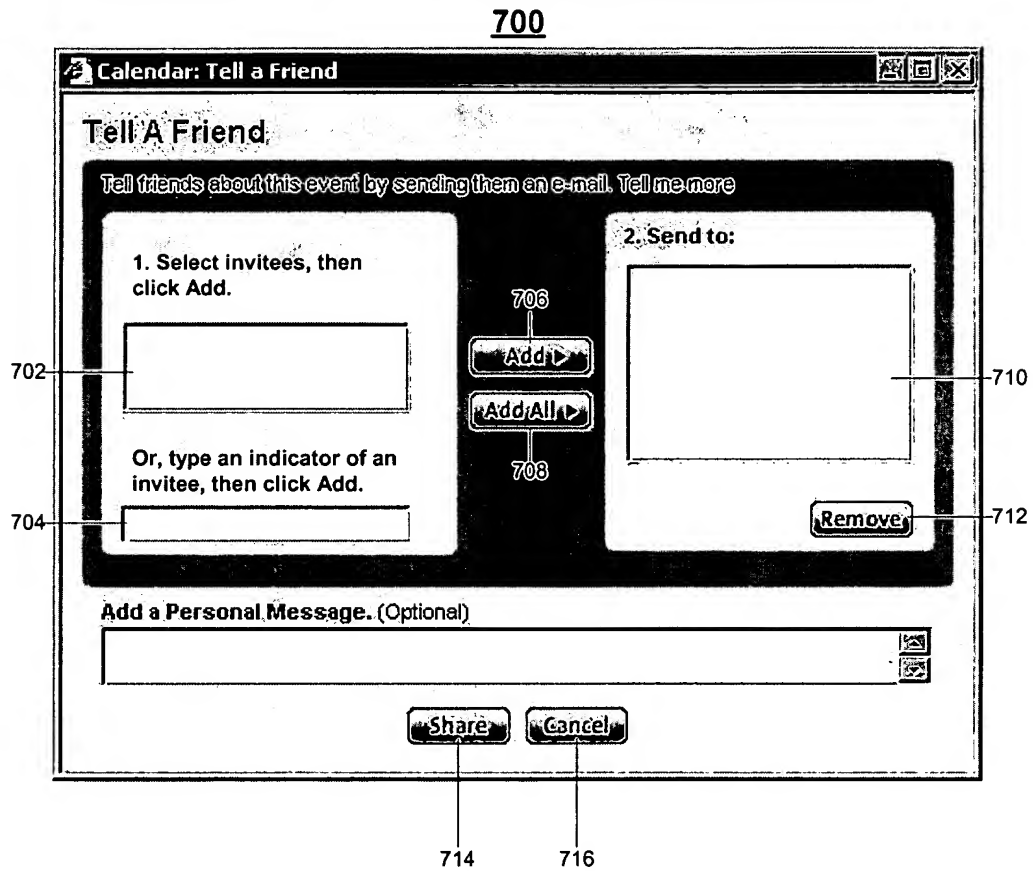 700
Calendar: Tell a Friend
Tell A Friend
Tell friends about this event by sending them an e-mail. Tell me more
1. Select invitees, then
click Add.
702
Or, type an indicator of an
invitee, then click Add.
704
706
Add
Add All
708
2. Send to:
710
Remove
712
Add a Personal Message. (Optional)
Share
Cancel
714
716